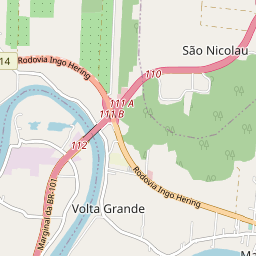 São Nicolau
14
Rodovia Ingo Hering
110
111 A
111 B
112
Rodovia Ingo Hering
Marginal da BR-101
Volta Grande